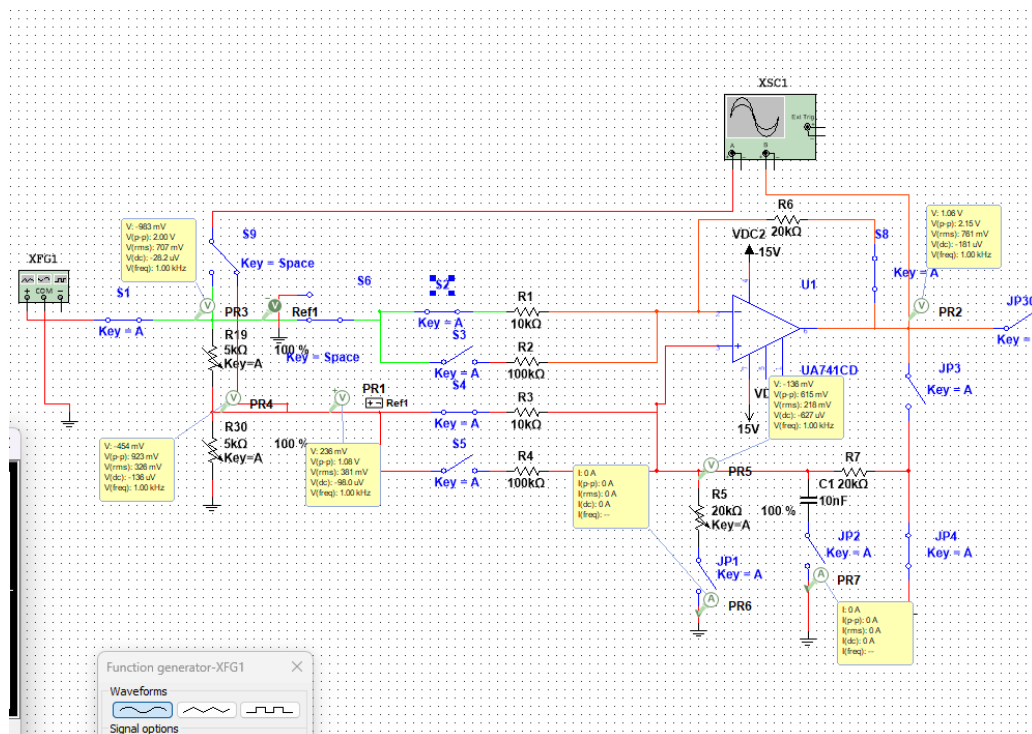 XSC1
Ext Trig
A
B
R6
20kΩ
VDC2
-15V
S8
Key = A
V: 1.06 V
V(p-p): 2.15 V
V(rms): 761 mV
V(dc): -181 uV
V(freq): 1.00 kHz
V: -983 mV
V(p-p): 2.00 V
V(rms): 707 mV
V(dc): -28.2 uV
V(freq): 1.00 kHz
S9
Key = Space
XFG1
COM
S1
Key = A
V
PR3
V
Ref1
S6
Key = Space
S2
Key = A
R1
10kΩ
U1
UA741CD
V
PR2
JP30
Key =
R19
5kΩ
Key=A
100 %
S3
Key = A
R2
100kΩ
S4
Key = A
R3
10kΩ
V
PR4
V
PR1
Ref1
VD
15V
V: -136 mV
V(p-p): 615 mV
V(rms): 218 mV
V(dc): -627 uV
V(freq): 1.00 kHz
JP3
Key = A
R30
5kΩ
Key=A
100 %
V: -454 mV
V(p-p): 923 mV
V(rms): 326 mV
V(dc): -136 uV
V(freq): 1.00 kHz
V: 236 mV
V(p-p): 1.08 V
V(rms): 381 mV
V(dc): -98.0 uV
V(freq): 1.00 kHz
S5
Key = A
R4
100kΩ
I: 0 A
I(p-p): 0 A
I(rms): 0 A
I(dc): 0 A
I(freq): --
V
PR5
R7
20kΩ
R5
20kΩ
Key=A
100 %
C1
10nF
JP1
Key = A
JP2
Key = A
JP4
Key = A
A
PR6
A
PR7
I: 0 A
I(p-p): 0 A
I(rms): 0 A
I(dc): 0 A
I(freq): --
Function generator-XFG1
Waveforms
Signal options